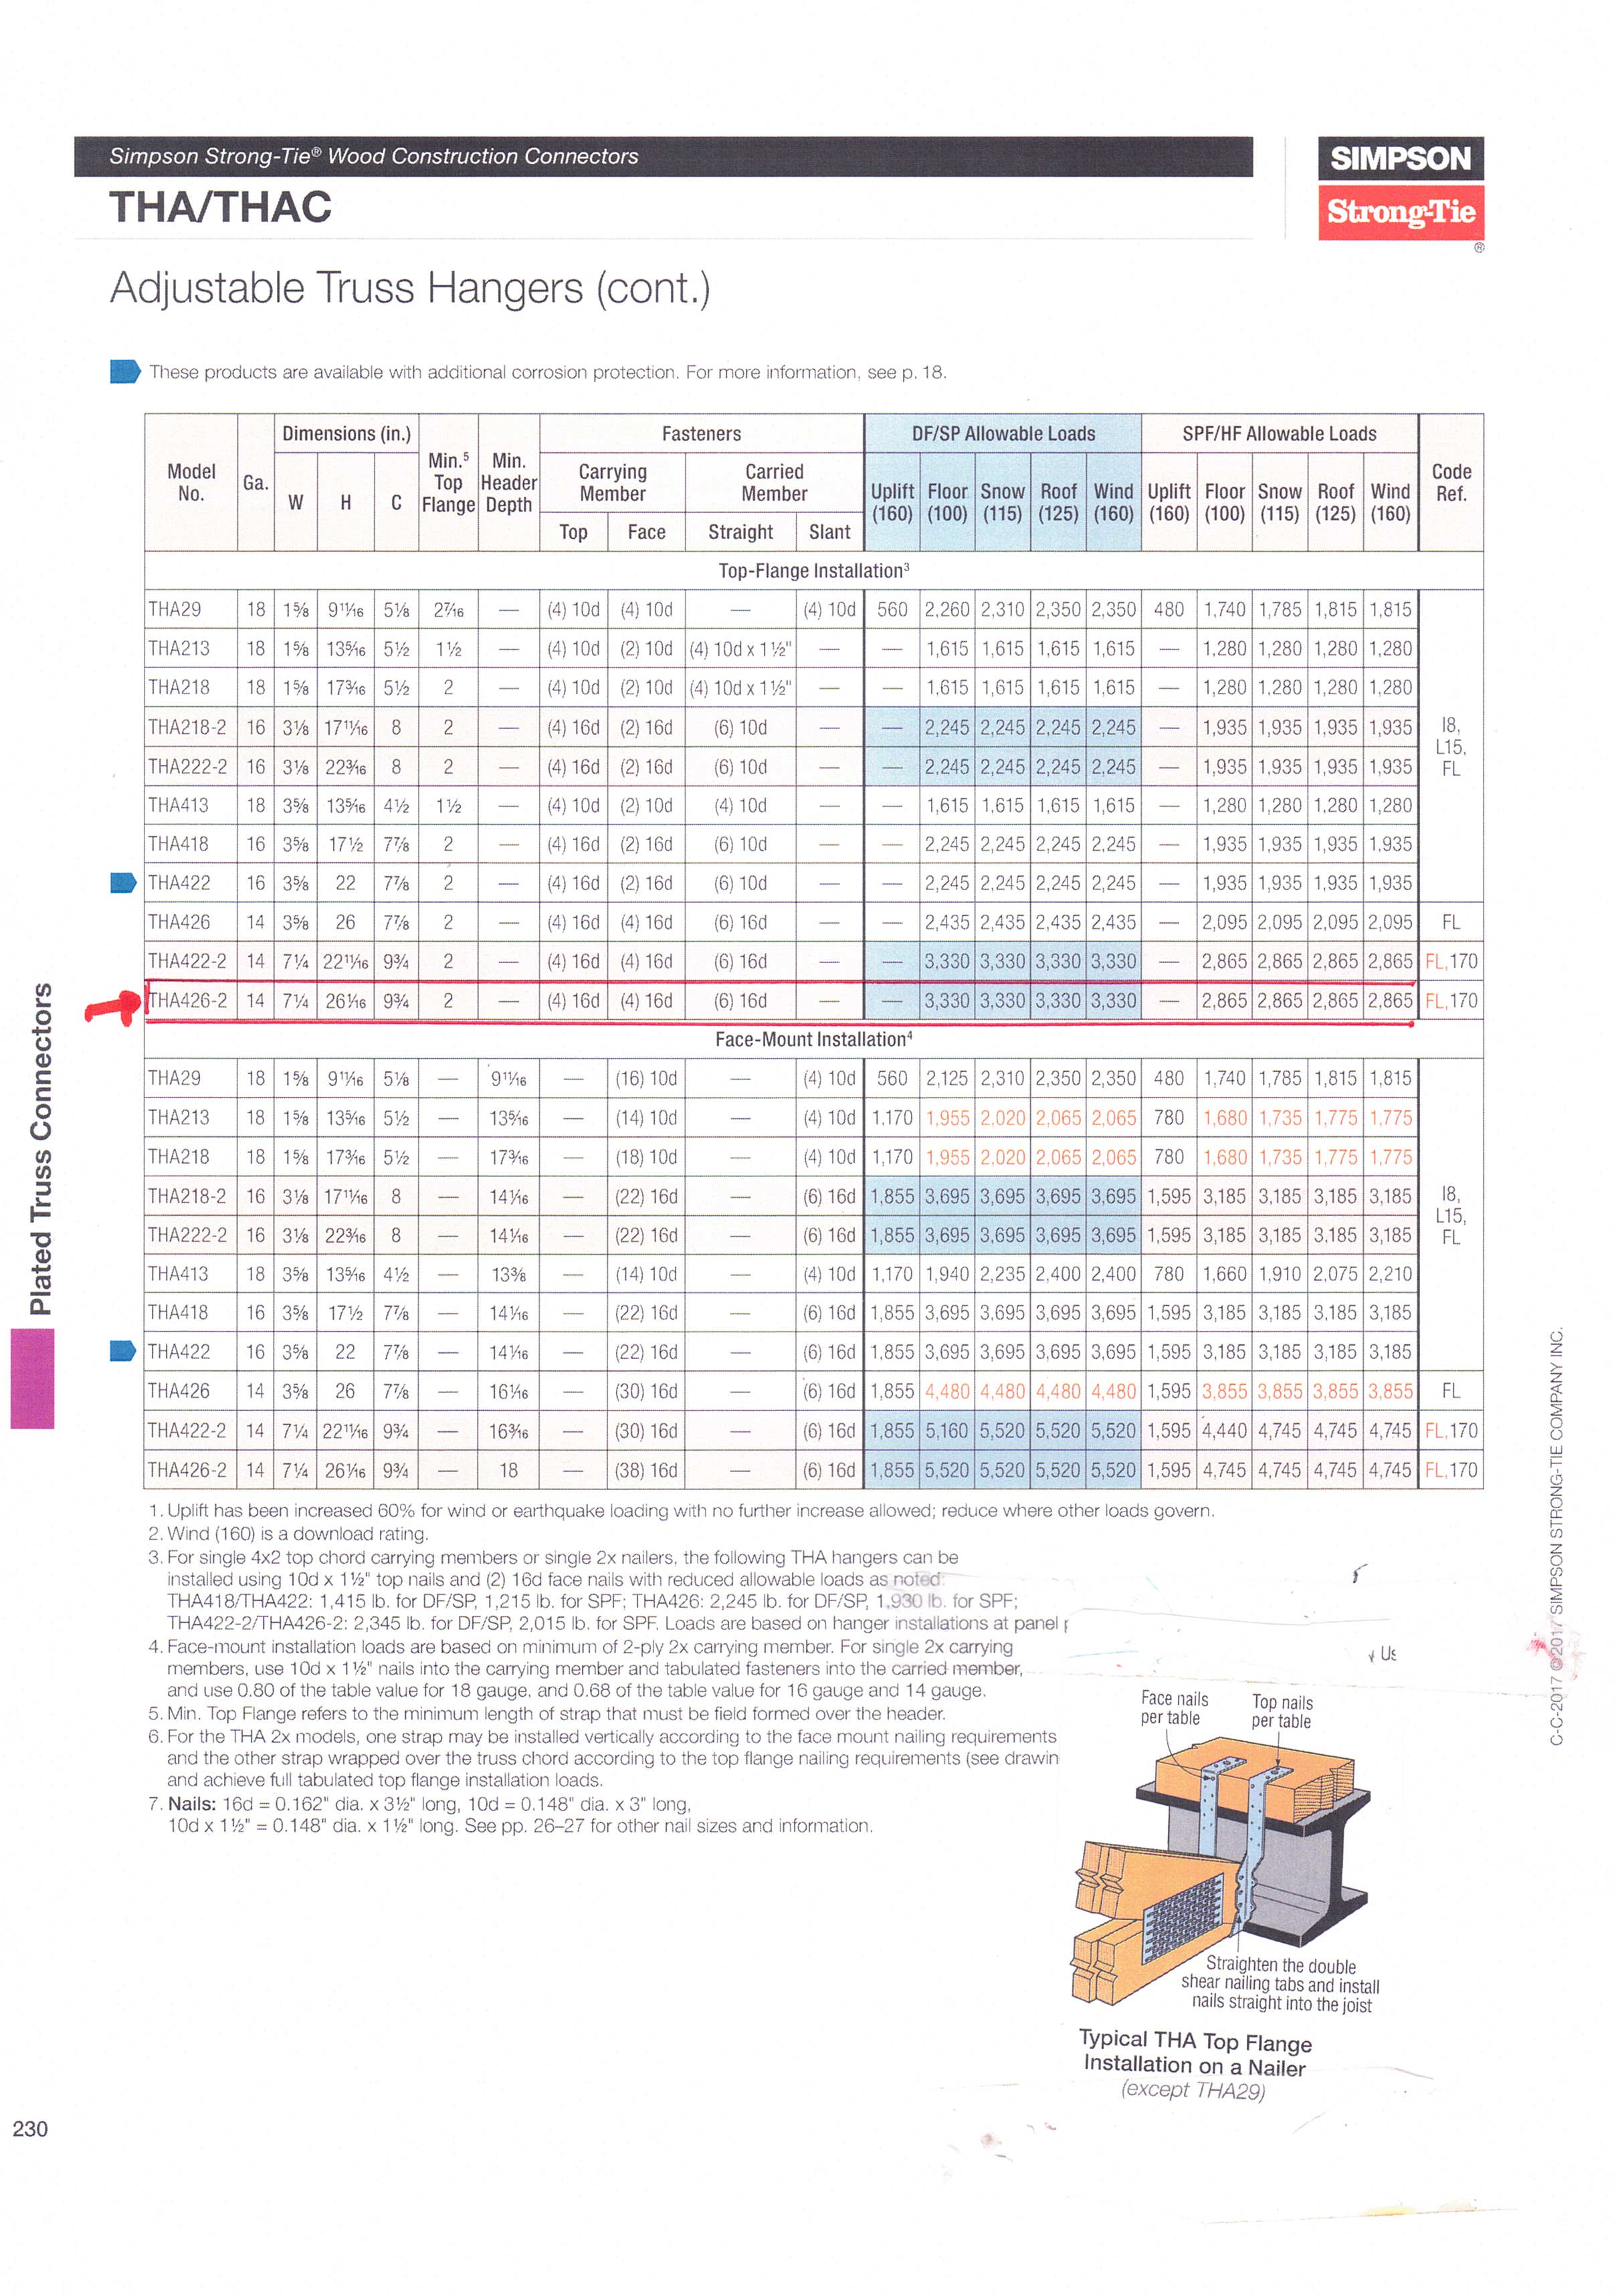 Simpson Strong-Tie® Wood Construction Connectors
SIMPSON
Strong-Tie
®
THA/THAC
Adjustable Truss Hangers (cont.)
These products are available with additional corrosion protection. For more information, see p. 18.
Model No. Ga. Dimensions (in.) Min.⁵ Top Flange Min. Header Depth Fasteners DF/SP Allowable Loads SPF/HF Allowable Loads Code Ref.
W H C Carrying Member Carried Member Uplift (160) Floor (100) Snow (115) Roof (125) Wind (160) Uplift (160) Floor (100) Snow (115) Roof (125) Wind (160)
Top Face Straight Slant
Top-Flange Installation³
THA29 18 1⅝ 9¹¹⁄₁₆ 5⅛ 2⁷⁄₁₆ — (4) 10d (4) 10d — (4) 10d 560 2,260 2,310 2,350 2,350 480 1,740 1,785 1,815 1,815
THA213 18 1⅝ 13⁵⁄₁₆ 5½ 1½ — (4) 10d (2) 10d (4) 10d x 1½" — — 1,615 1,615 1,615 1,615 — 1,280 1,280 1,280 1,280
THA218 18 1⅝ 17³⁄₁₆ 5½ 2 — (4) 10d (2) 10d (4) 10d x 1½" — — 1,615 1,615 1,615 1,615 — 1,280 1,280 1,280 1,280
THA218-2 16 3⅛ 17¹¹⁄₁₆ 8 2 — (4) 16d (2) 16d (6) 10d — — 2,245 2,245 2,245 2,245 — 1,935 1,935 1,935 1,935 I8, L15, FL
THA222-2 16 3⅛ 22³⁄₁₆ 8 2 — (4) 16d (2) 16d (6) 10d — — 2,245 2,245 2,245 2,245 — 1,935 1,935 1,935 1,935
THA413 18 3⅝ 13⁵⁄₁₆ 4½ 1½ — (4) 10d (2) 10d (4) 10d — — 1,615 1,615 1,615 1,615 — 1,280 1,280 1,280 1,280
THA418 16 3⅝ 17½ 7⅞ 2 — (4) 16d (2) 16d (6) 10d — — 2,245 2,245 2,245 2,245 — 1,935 1,935 1,935 1,935
THA422 16 3⅝ 22 7⅞ 2 — (4) 16d (2) 16d (6) 10d — — 2,245 2,245 2,245 2,245 — 1,935 1,935 1,935 1,935
THA426 14 3⅝ 26 7⅞ 2 — (4) 16d (4) 16d (6) 16d — — 2,435 2,435 2,435 2,435 — 2,095 2,095 2,095 2,095 FL
THA422-2 14 7¼ 22¹¹⁄₁₆ 9¾ 2 — (4) 16d (4) 16d (6) 16d — — 3,330 3,330 3,330 3,330 — 2,865 2,865 2,865 2,865 FL,170
THA426-2 14 7¼ 26¹⁄₁₆ 9¾ 2 — (4) 16d (4) 16d (6) 16d — — 3,330 3,330 3,330 3,330 — 2,865 2,865 2,865 2,865 FL,170
Face-Mount Installation⁴
THA29 18 1⅝ 9¹¹⁄₁₆ 5⅛ — 9¹¹⁄₁₆ — (16) 10d — (4) 10d 560 2,125 2,310 2,350 2,350 480 1,740 1,785 1,815 1,815
THA213 18 1⅝ 13⁵⁄₁₆ 5½ — 13⁵⁄₁₆ — (14) 10d — (4) 10d 1,170 1,955 2,020 2,065 2,065 780 1,680 1,735 1,775 1,775
THA218 18 1⅝ 17³⁄₁₆ 5½ — 17³⁄₁₆ — (18) 10d — (4) 10d 1,170 1,955 2,020 2,065 2,065 780 1,680 1,735 1,775 1,775
THA218-2 16 3⅛ 17¹¹⁄₁₆ 8 — 14¹⁄₁₆ — (22) 16d — (6) 16d 1,855 3,695 3,695 3,695 3,695 1,595 3,185 3,185 3,185 3,185 I8, L15, FL
THA222-2 16 3⅛ 22³⁄₁₆ 8 — 14¹⁄₁₆ — (22) 16d — (6) 16d 1,855 3,695 3,695 3,695 3,695 1,595 3,185 3,185 3,185 3,185
THA413 18 3⅝ 13⁵⁄₁₆ 4½ — 13⅜ — (14) 10d — (4) 10d 1,170 1,940 2,235 2,400 2,400 780 1,660 1,910 2,075 2,210
THA418 16 3⅝ 17½ 7⅞ — 14¹⁄₁₆ — (22) 16d — (6) 16d 1,855 3,695 3,695 3,695 3,695 1,595 3,185 3,185 3,185 3,185
THA422 16 3⅝ 22 7⅞ — 14¹⁄₁₆ — (22) 16d — (6) 16d 1,855 3,695 3,695 3,695 3,695 1,595 3,185 3,185 3,185 3,185
THA426 14 3⅝ 26 7⅞ — 16¹⁄₁₆ — (30) 16d — (6) 16d 1,855 4,480 4,480 4,480 4,480 1,595 3,855 3,855 3,855 3,855 FL
THA422-2 14 7¼ 22¹¹⁄₁₆ 9¾ — 16³⁄₁₆ — (30) 16d — (6) 16d 1,855 5,160 5,520 5,520 5,520 1,595 4,440 4,745 4,745 4,745 FL,170
THA426-2 14 7¼ 26¹⁄₁₆ 9¾ — 18 — (38) 16d — (6) 16d 1,855 5,520 5,520 5,520 5,520 1,595 4,745 4,745 4,745 4,745 FL,170
1. Uplift has been increased 60% for wind or earthquake loading with no further increase allowed; reduce where other loads govern.
2. Wind (160) is a download rating.
3. For single 4x2 top chord carrying members or single 2x nailers, the following THA hangers can be
installed using 10d x 1½" top nails and (2) 16d face nails with reduced allowable loads as noted:
THA418/THA422: 1,415 lb. for DF/SP, 1,215 lb. for SPF; THA426: 2,245 lb. for DF/SP, 1,930 lb. for SPF;
THA422-2/THA426-2: 2,345 lb. for DF/SP, 2,015 lb. for SPF. Loads are based on hanger installations at panel
4. Face-mount installation loads are based on minimum of 2-ply 2x carrying member. For single 2x carrying
members, use 10d x 1½" nails into the carrying member and tabulated fasteners into the carried member,
and use 0.80 of the table value for 18 gauge, and 0.68 of the table value for 16 gauge and 14 gauge.
5. Min. Top Flange refers to the minimum length of strap that must be field formed over the header.
6. For the THA 2x models, one strap may be installed vertically according to the face mount nailing requirements
and the other strap wrapped over the truss chord according to the top flange nailing requirements (see drawin
and achieve full tabulated top flange installation loads.
7. Nails: 16d = 0.162" dia. x 3½" long, 10d = 0.148" dia. x 3" long,
10d x 1½" = 0.148" dia. x 1½" long. See pp. 26–27 for other nail sizes and information.
Us
Face nails per table
Top nails per table
Straighten the double
shear nailing tabs and install
nails straight into the joist
Typical THA Top Flange
Installation on a Nailer
(except THA29)
Plated Truss Connectors
C-C-2017 ©2017 SIMPSON STRONG-TIE COMPANY INC.
230